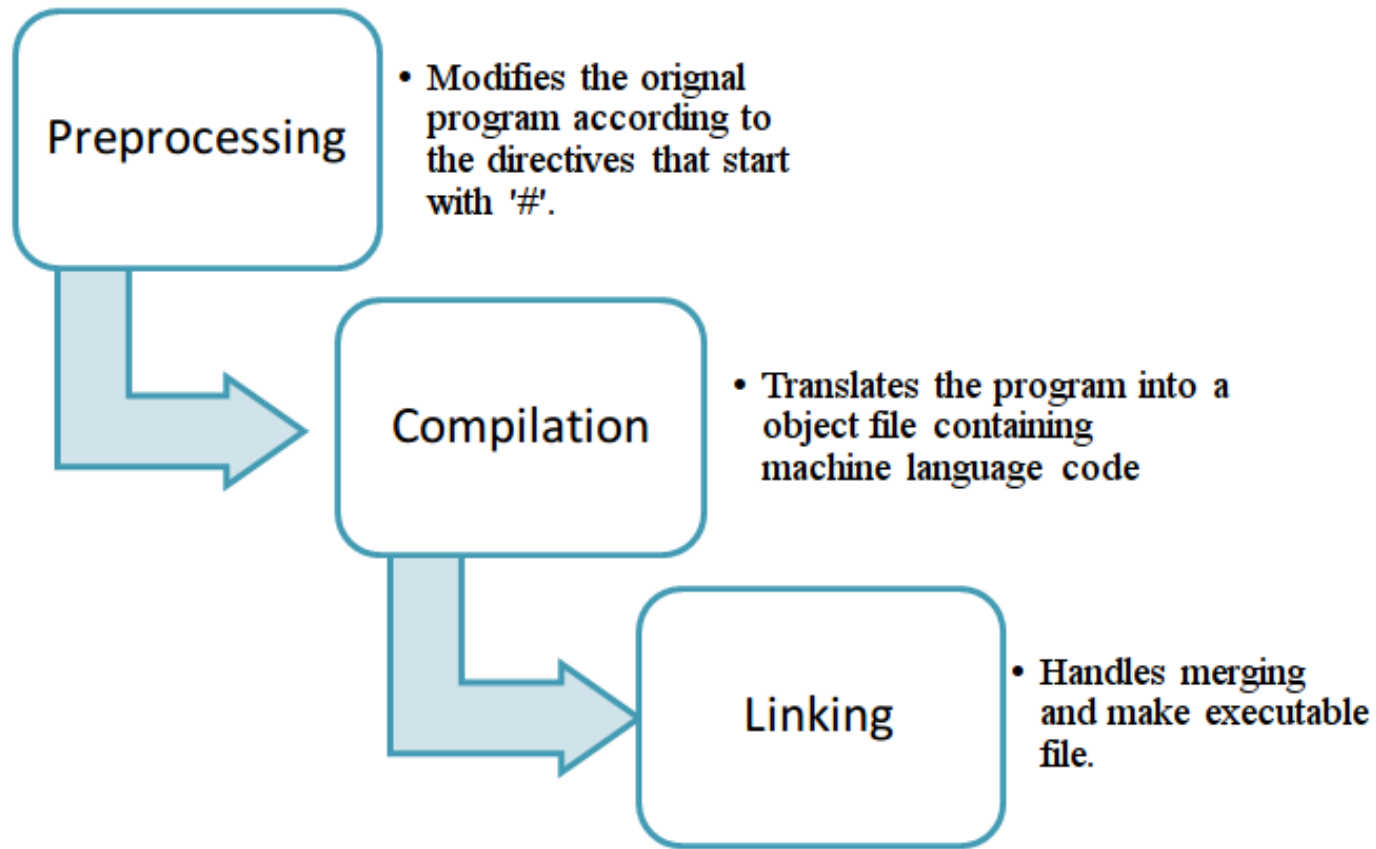 Preprocessing
• Modifies the orignal
program according to
the directives that start
with '#'.
Compilation
• Translates the program into a
object file containing
machine language code
Linking
• Handles merging
and make executable
file.